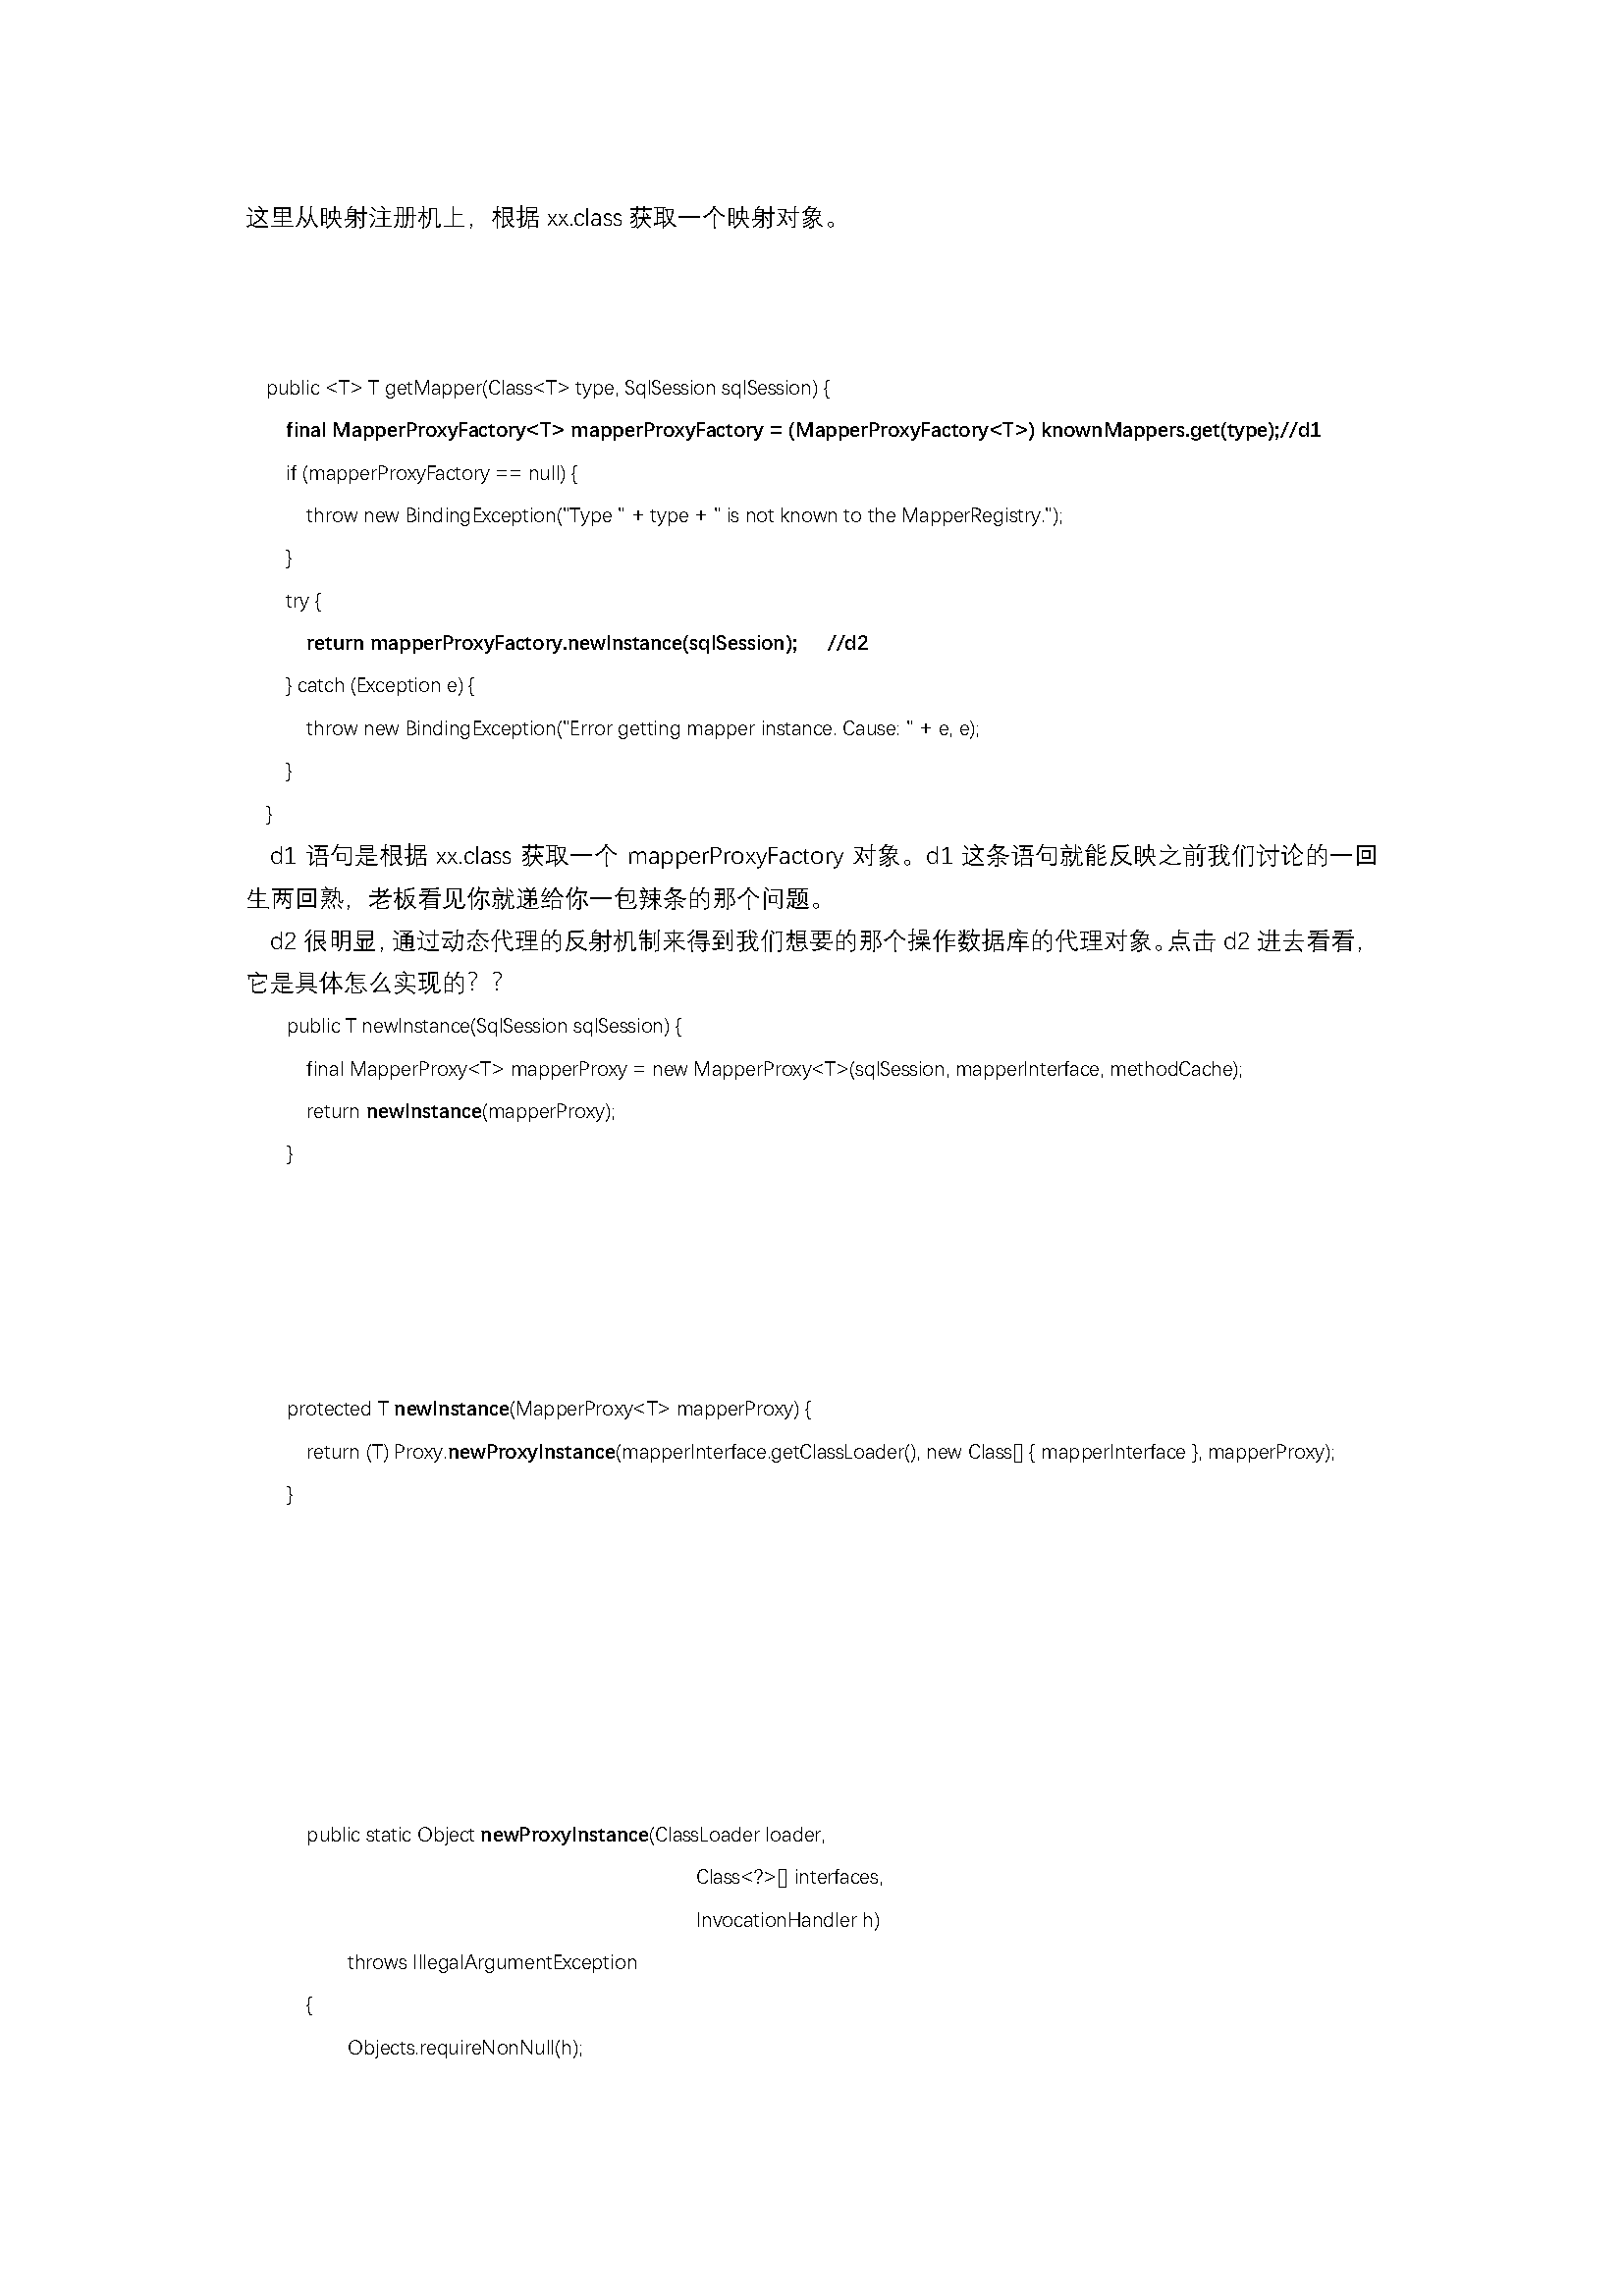 这里从映射注册机上，根据 xx.class 获取一个映射对象。
public <T> T getMapper(Class<T> type, SqlSession sqlSession) {
final MapperProxyFactory<T> mapperProxyFactory = (MapperProxyFactory<T>) knownMappers.get(type);//d1
if (mapperProxyFactory == null) {
throw new BindingException("Type " + type + " is not known to the MapperRegistry.");
}
try {
return mapperProxyFactory.newInstance(sqlSession); //d2
} catch (Exception e) {
throw new BindingException("Error getting mapper instance. Cause: " + e, e);
}
}
d1 语句是根据 xx.class 获取一个 mapperProxyFactory 对象。d1 这条语句就能反映之前我们讨论的一回
生两回熟，老板看见你就递给你一包辣条的那个问题。
d2 很明显，通过动态代理的反射机制来得到我们想要的那个操作数据库的代理对象。点击 d2 进去看看，
它是具体怎么实现的？？
public T newInstance(SqlSession sqlSession) {
final MapperProxy<T> mapperProxy = new MapperProxy<T>(sqlSession, mapperInterface, methodCache);
return newInstance(mapperProxy);
}
protected T newInstance(MapperProxy<T> mapperProxy) {
return (T) Proxy.newProxyInstance(mapperInterface.getClassLoader(), new Class[] { mapperInterface }, mapperProxy);
}
public static Object newProxyInstance(ClassLoader loader,
Class<?>[] interfaces,
InvocationHandler h)
throws IllegalArgumentException
{
Objects.requireNonNull(h);